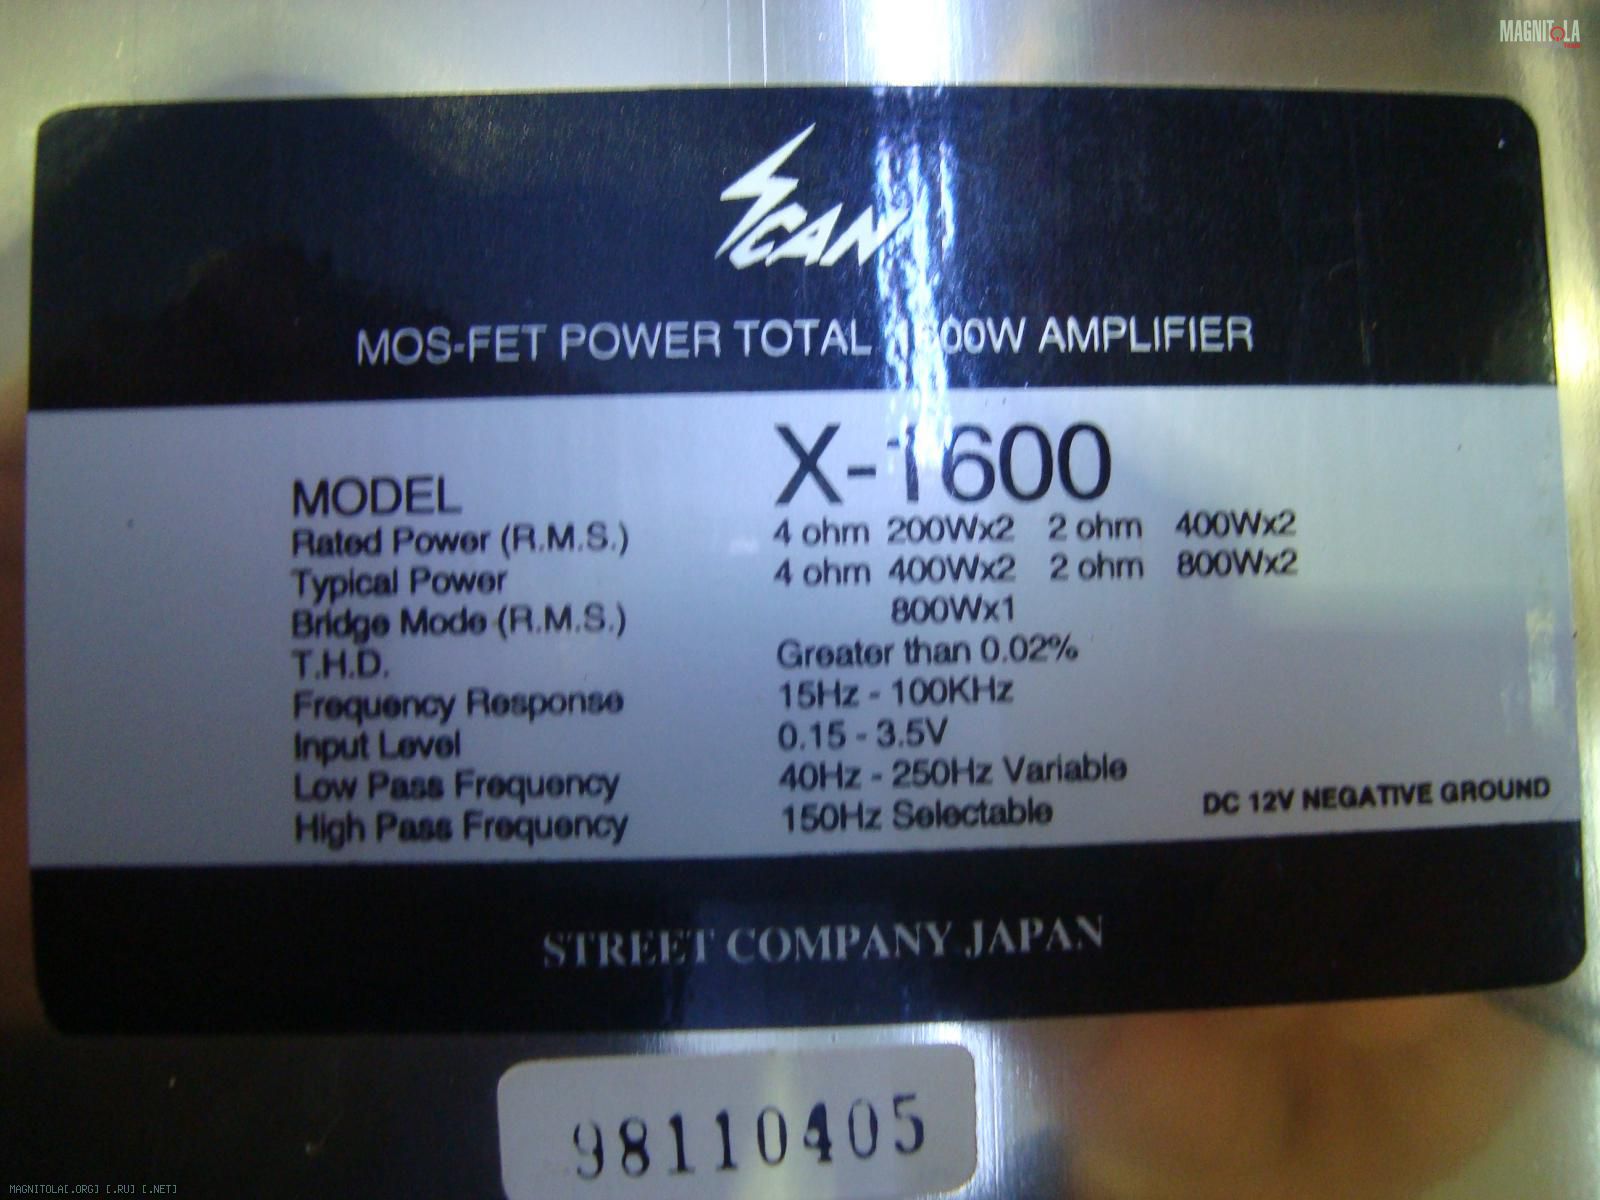 MAGNITOLA
SCAN
MOS-FET POWER TOTAL 1600W AMPLIFIER
MODEL X-1600
Rated Power (R.M.S.) 4 ohm 200Wx2 2 ohm 400Wx2
Typical Power 4 ohm 400Wx2 2 ohm 800Wx2
Bridge Mode (R.M.S.) 800Wx1
T.H.D. Greater than 0.02%
Frequency Response 15Hz - 100KHz
Input Level 0.15 - 3.5V
Low Pass Frequency 40Hz - 250Hz Variable
High Pass Frequency 150Hz Selectable
DC 12V NEGATIVE GROUND
STREET COMPANY JAPAN
98110405
MAGNITOLA[.ORG] [.RU] [.NET]